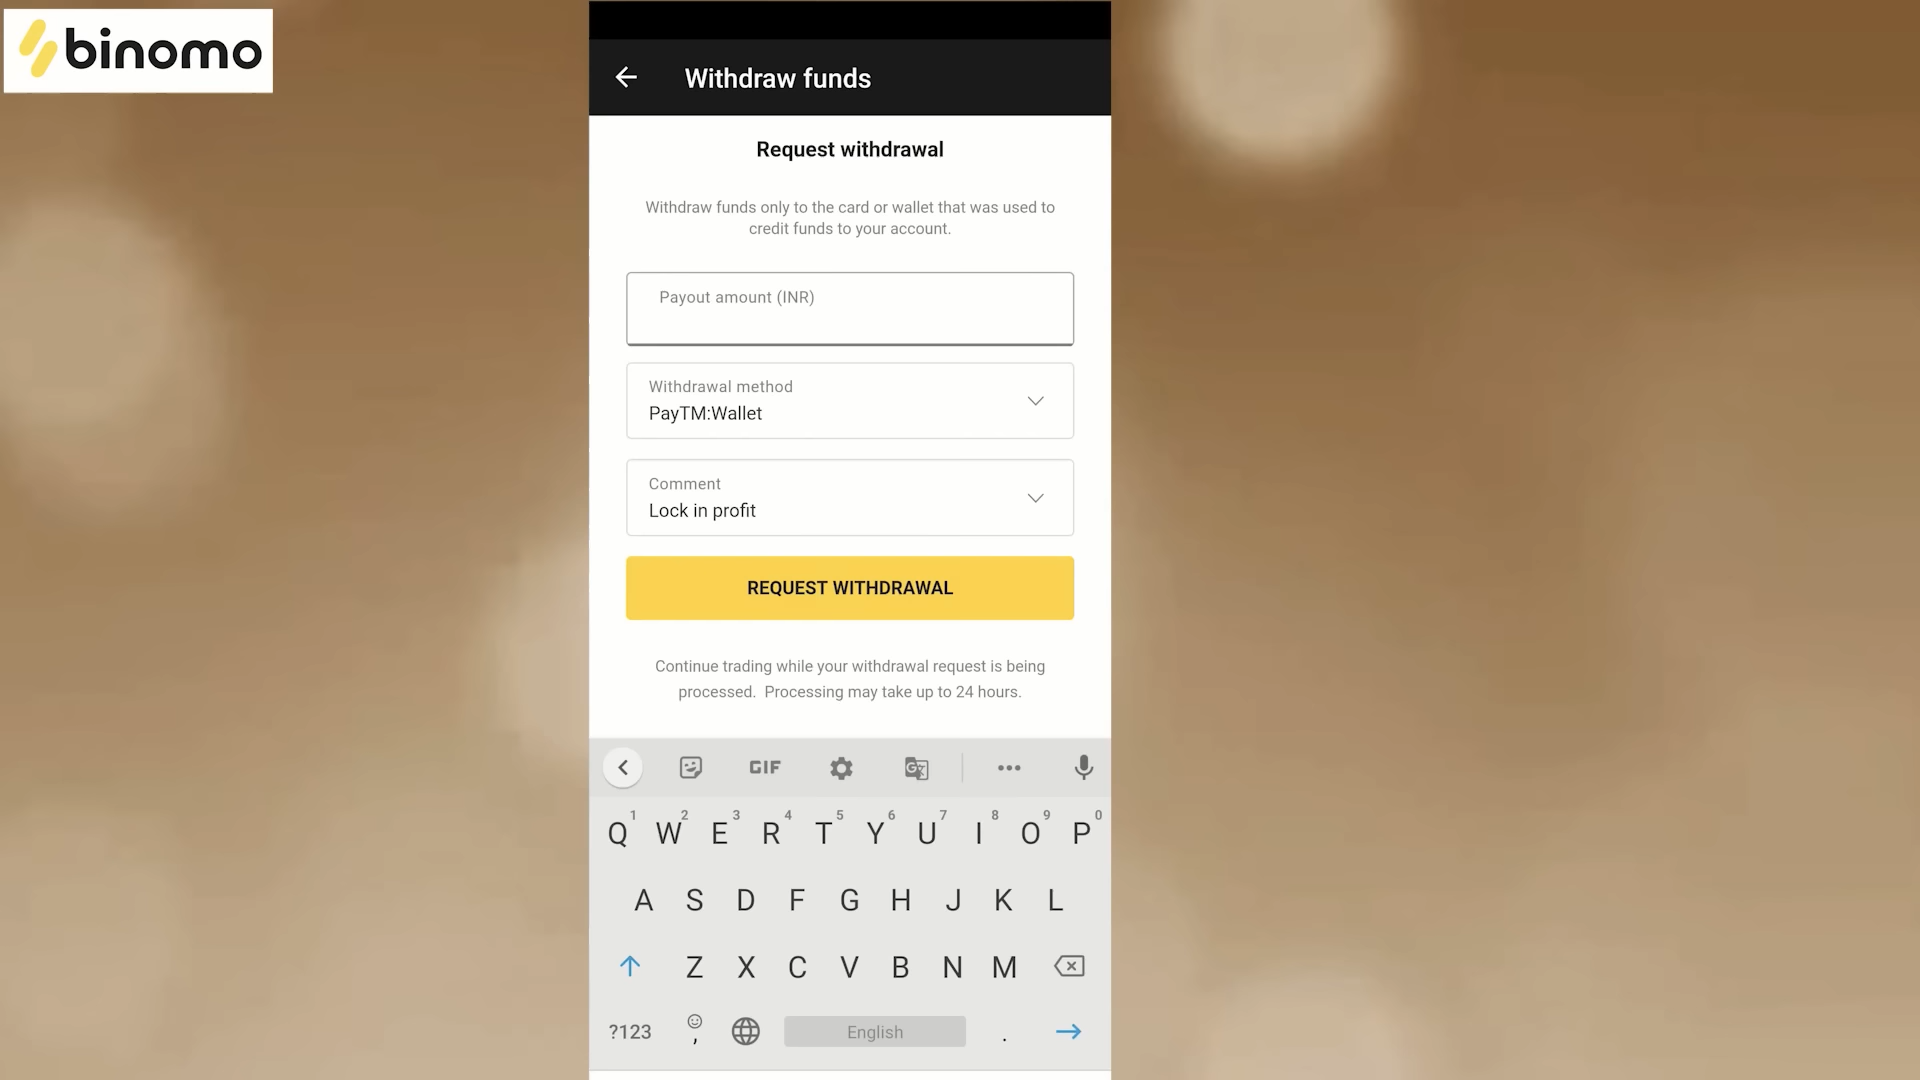 binomo
Withdraw funds
Request withdrawal
Withdraw funds only to the card or wallet that was used to
credit funds to your account.
Payout amount (INR)
Withdrawal method
PayTM:Wallet
Comment
Lock in profit
REQUEST WITHDRAWAL
Continue trading while your withdrawal request is being
processed. Processing may take up to 24 hours.
GIF
1 2 3 4 5 6 7 8 9 0
Q W E R T Y U I O P
A S D F G H J K L
Z X C V B N M
?123 , English .